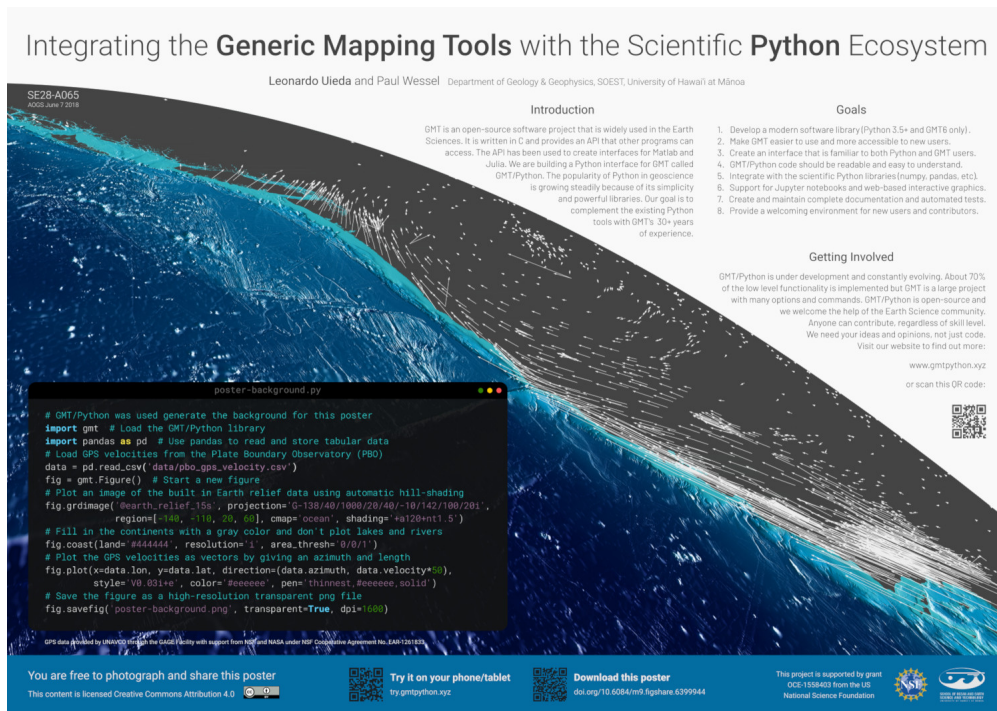 Integrating the Generic Mapping Tools with the Scientific Python Ecosystem
Leonardo Uieda and Paul Wessel Department of Geology & Geophysics, SOEST, University of Hawai'i at Mānoa
SE28-A065
AOGS June 7 2018
Introduction
GMT is an open-source software project that is widely used in the Earth
Sciences. It is written in C and provides an API that other programs can
access. The API has been used to create interfaces for Matlab and
Julia. We are building a Python interface for GMT called
GMT/Python. The popularity of Python in geoscience
is growing steadily because of its simplicity
and powerful libraries. Our goal is to
complement the existing Python
tools with GMT's 30+ years
of experience.
Goals
1. Develop a modern software library (Python 3.5+ and GMT6 only).
2. Make GMT easier to use and more accessible to new users.
3. Create an interface that is familiar to both Python and GMT users.
4. GMT/Python code should be readable and easy to understand.
5. Integrate with the scientific Python libraries (numpy, pandas, etc).
6. Support for Jupyter notebooks and web-based interactive graphics.
7. Create and maintain complete documentation and automated tests.
8. Provide a welcoming environment for new users and contributors.
Getting Involved
GMT/Python is under development and constantly evolving. About 70%
of the low level functionality is implemented but GMT is a large project
with many options and commands. GMT/Python is open-source and
we welcome the help of the Earth Science community.
Anyone can contribute, regardless of skill level.
We need your ideas and opinions, not just code.
Visit our website to find out more:
www.gmtpython.xyz
or scan this QR code:
poster-background.py
# GMT/Python was used generate the background for this poster
import gmt # Load the GMT/Python library
import pandas as pd # Use pandas to read and store tabular data
# Load GPS velocities from the Plate Boundary Observatory (PBO)
data = pd.read_csv('data/pbo_gps_velocity.csv')
fig = gmt.Figure() # Start a new figure
# Plot an image of the built in Earth relief data using automatic hill-shading
fig.grdimage('@earth_relief_15s', projection='G-138/40/1000/20/40/-10/142/100/20i',
region=[-140, -110, 20, 60], cmap='ocean', shading='+a120+nt1.5')
# Fill in the continents with a gray color and don't plot lakes and rivers
fig.coast(land='#444444', resolution='i', area_thresh='0/0/1')
# Plot the GPS velocities as vectors by giving an azimuth and length
fig.plot(x=data.lon, y=data.lat, direction=(data.azimuth, data.velocity*50),
style='V0.03i+e', color='#eeeeee', pen='thinnest,#eeeeee,solid')
# Save the figure as a high-resolution transparent png file
fig.savefig('poster-background.png', transparent=True, dpi=1600)
GPS data provided by UNAVCO through the GAGE Facility with support from NSF and NASA under NSF Cooperative Agreement No. EAR-1261833
You are free to photograph and share this poster
This content is licensed Creative Commons Attribution 4.0
Try it on your phone/tablet
try.gmtpython.xyz
Download this poster
doi.org/10.6084/m9.figshare.6399944
This project is supported by grant
OCE-1558403 from the US
National Science Foundation
NSF